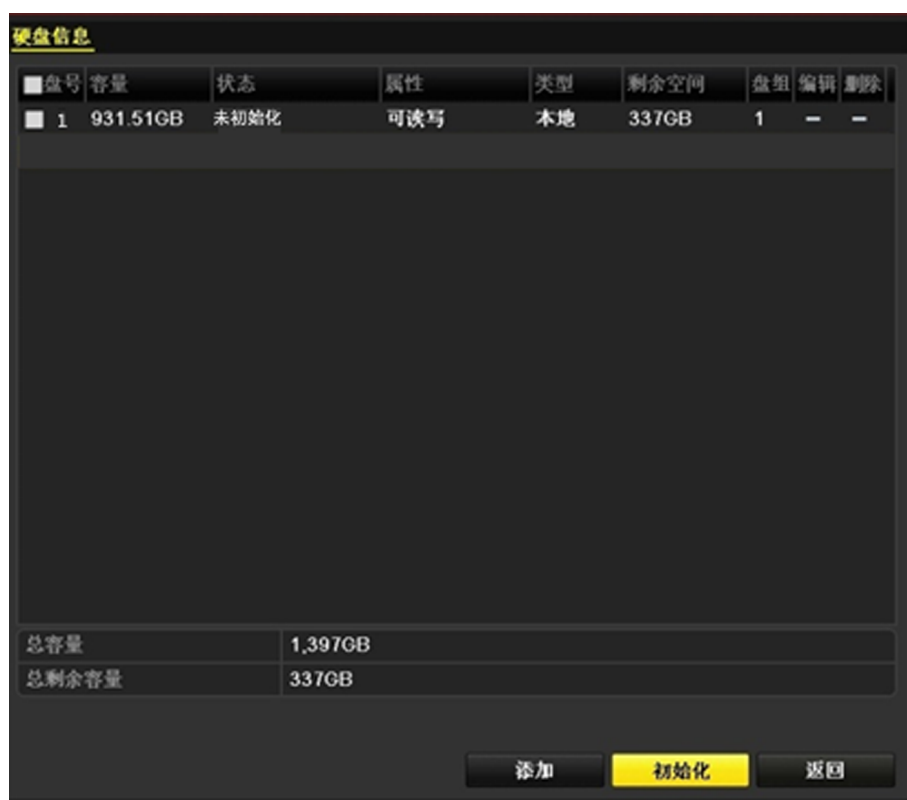 硬盘信息
盘号 容量 状态 属性 类型 剩余空间 盘组 编辑 删除
1 931.51GB 未初始化 可读写 本地 337GB 1 – –
总容量 1,397GB
总剩余容量 337GB
添加 初始化 返回